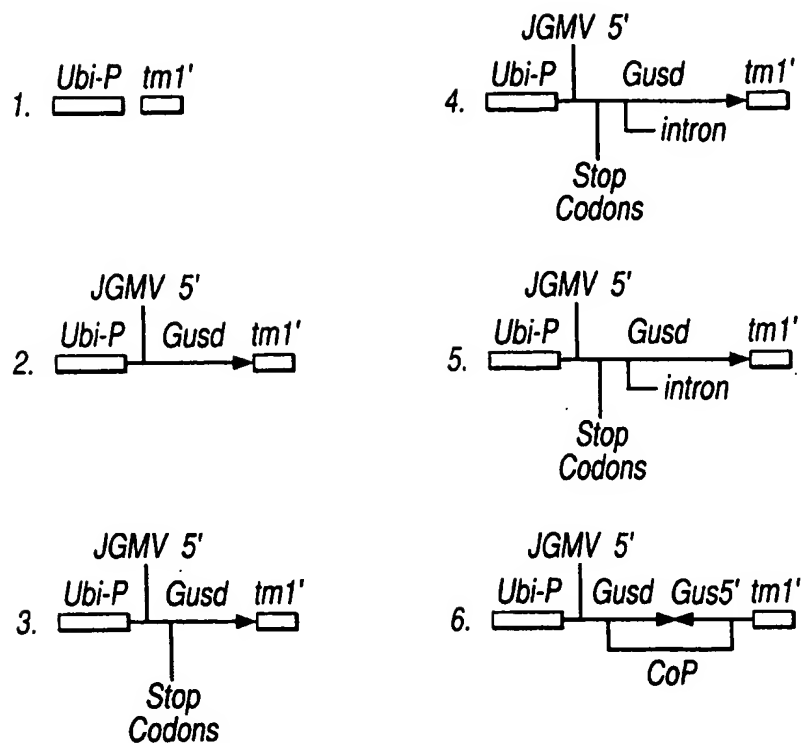 1. Ubi-P tm1'
JGMV 5'
2. Ubi-P Gusd tm1'
JGMV 5'
3. Ubi-P Gusd tm1'
Stop
Codons
JGMV 5'
4. Ubi-P Gusd tm1'
intron
Stop
Codons
JGMV 5'
5. Ubi-P Gusd tm1'
intron
Stop
Codons
JGMV 5'
6. Ubi-P Gusd Gus5' tm1'
CoP